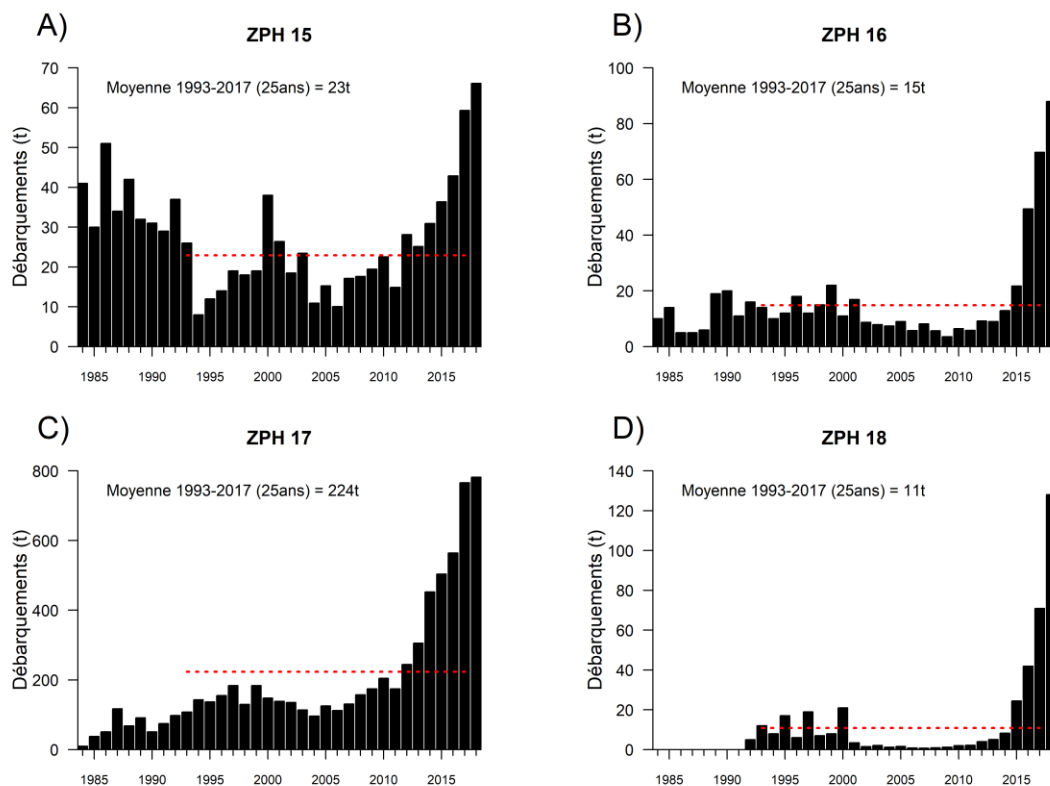 A)
ZPH 15
Moyenne 1993-2017 (25ans) = 23t
Débarquements (t)
70
60
50
40
30
20
10
0
1985 1990 1995 2000 2005 2010 2015
B)
ZPH 16
Moyenne 1993-2017 (25ans) = 15t
Débarquements (t)
100
80
60
40
20
0
1985 1990 1995 2000 2005 2010 2015
C)
ZPH 17
Moyenne 1993-2017 (25ans) = 224t
Débarquements (t)
800
600
400
200
0
1985 1990 1995 2000 2005 2010 2015
D)
ZPH 18
Moyenne 1993-2017 (25ans) = 11t
Débarquements (t)
140
120
100
80
60
40
20
0
1985 1990 1995 2000 2005 2010 2015